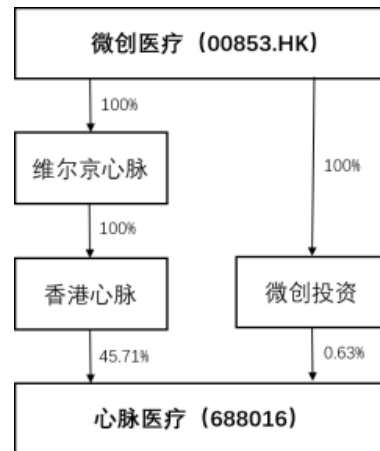 微创医疗（00853.HK）
100%
维尔京心脉
100%
100%
香港心脉
微创投资
45.71%
0.63%
心脉医疗（688016）